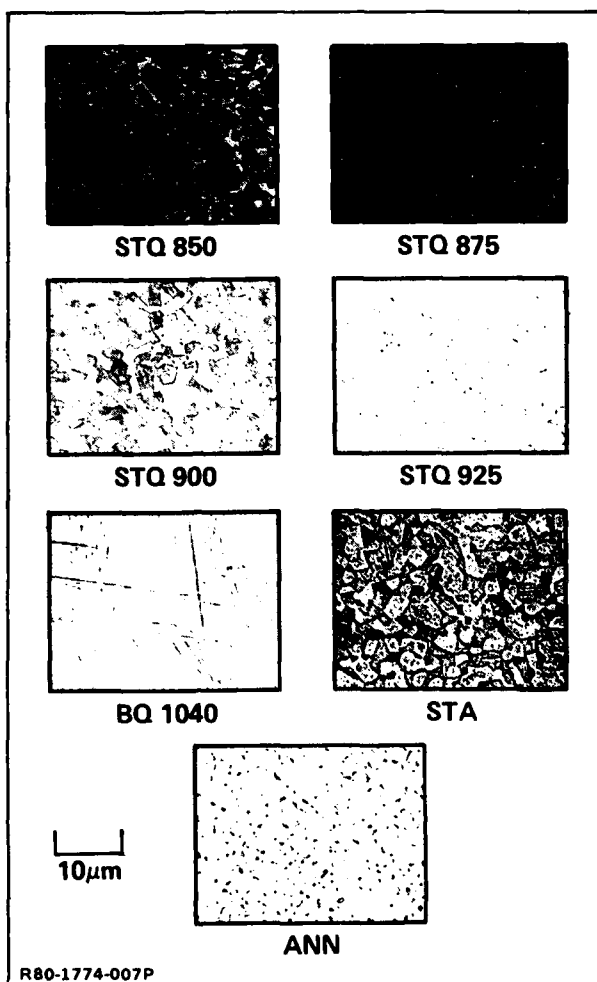 STQ 850
STQ 875
STQ 900
STQ 925
BQ 1040
STA
10μm
ANN
R80-1774-007P